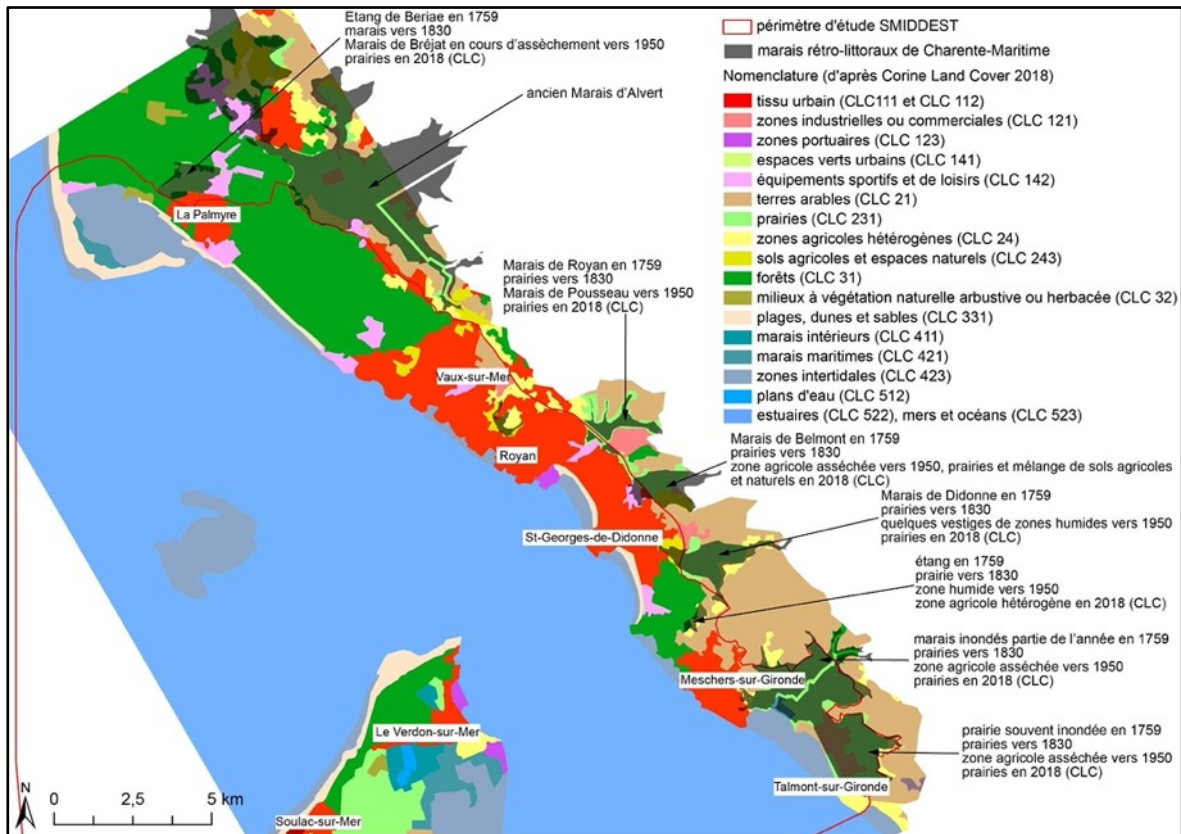 Etang de Beriae en 1759
marais vers 1830
Marais de Bréjat en cours d'assèchement vers 1950
prairies en 2018 (CLC)
ancien Marais d'Alvert
périmètre d'étude SMIDDEST
marais rétro-littoraux de Charente-Maritime
Nomenclature (d'après Corine Land Cover 2018)
tissu urbain (CLC111 et CLC 112)
zones industrielles ou commerciales (CLC 121)
zones portuaires (CLC 123)
espaces verts urbains (CLC 141)
équipements sportifs et de loisirs (CLC 142)
terres arables (CLC 21)
prairies (CLC 231)
zones agricoles hétérogènes (CLC 24)
sols agricoles et espaces naturels (CLC 243)
forêts (CLC 31)
milieux à végétation naturelle arbustive ou herbacée (CLC 32)
plages, dunes et sables (CLC 331)
marais intérieurs (CLC 411)
marais maritimes (CLC 421)
zones intertidales (CLC 423)
plans d'eau (CLC 512)
estuaires (CLC 522), mers et océans (CLC 523)
La Palmyre
Marais de Royan en 1759
prairies vers 1830
Marais de Pousseau vers 1950
prairies en 2018 (CLC)
Vaux-sur-Mer
Royan
Marais de Belmont en 1759
prairies vers 1830
zone agricole asséchée vers 1950, prairies et mélange de sols agricoles
et naturels en 2018 (CLC)
Marais de Didonne en 1759
prairies vers 1830
quelques vestiges de zones humides vers 1950
prairies en 2018 (CLC)
St-Georges-de-Didonne
étang en 1759
prairie vers 1830
zone humide vers 1950
zone agricole hétérogène en 2018 (CLC)
marais inondés partie de l'année en 1759
prairies vers 1830
zone agricole asséchée vers 1950
prairies en 2018 (CLC)
Meschers-sur-Gironde
Le Verdon-sur-Mer
prairie souvent inondée en 1759
prairies vers 1830
zone agricole asséchée vers 1950
prairies en 2018 (CLC)
Talmont-sur-Gironde
Soulac-sur-Mer
N
0 2,5 5 km